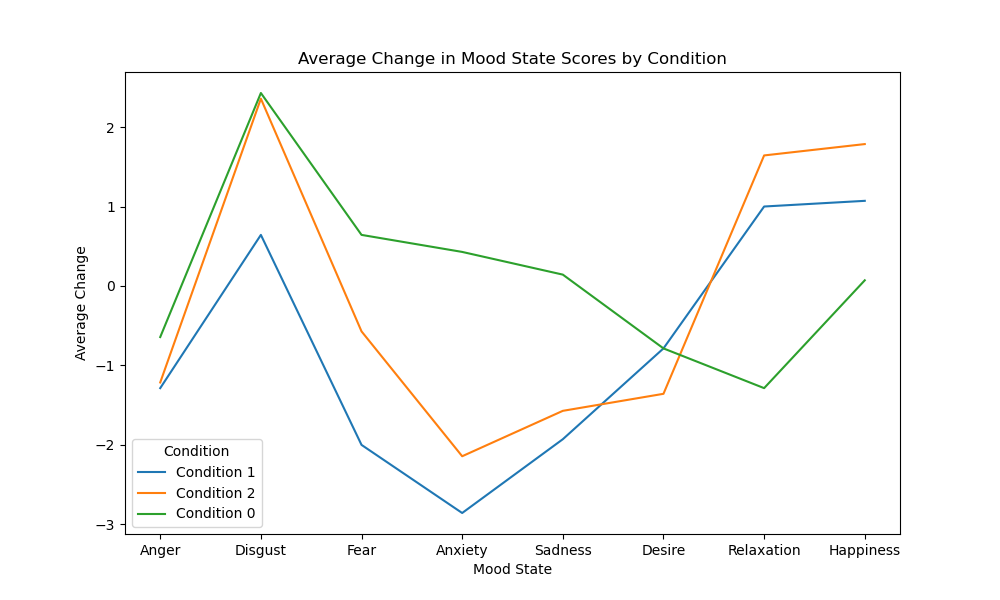 Average Change in Mood State Scores by Condition
Average Change
2
1
0
−1
−2
−3
Condition
Condition 1
Condition 2
Condition 0
Anger Disgust Fear Anxiety Sadness Desire Relaxation Happiness
Mood State